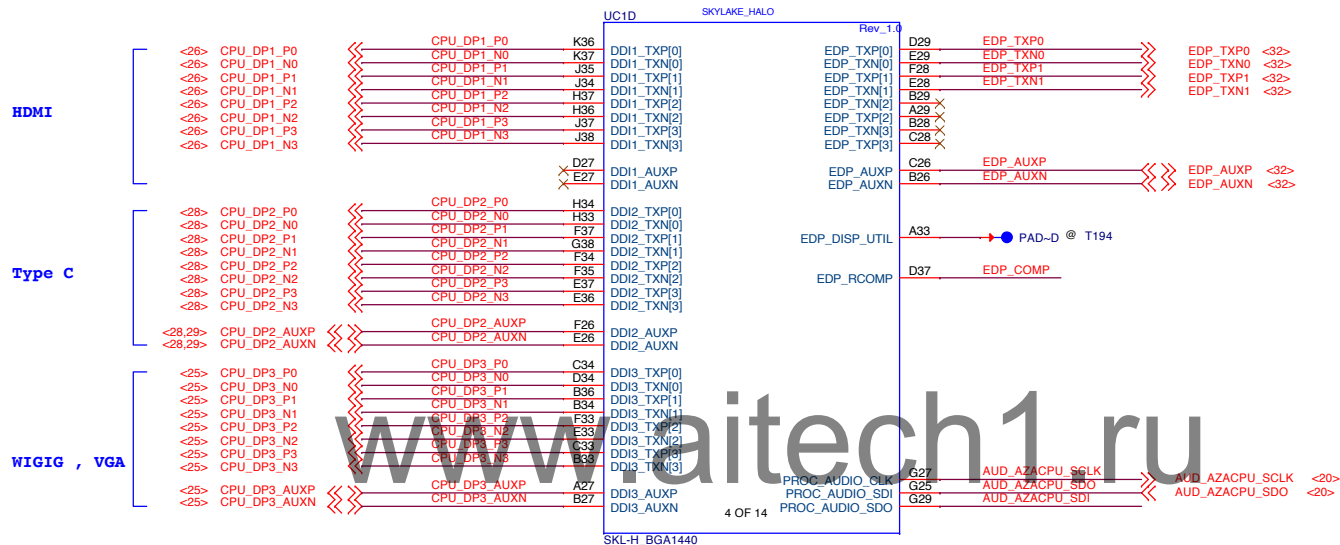 UC1D
SKYLAKE_HALO
Rev_1.0
HDMI
<26> CPU_DP1_P0 CPU_DP1_P0 K36 DDI1_TXP[0]
<26> CPU_DP1_N0 CPU_DP1_N0 K37 DDI1_TXN[0]
<26> CPU_DP1_P1 CPU_DP1_P1 J35 DDI1_TXP[1]
<26> CPU_DP1_N1 CPU_DP1_N1 J34 DDI1_TXN[1]
<26> CPU_DP1_P2 CPU_DP1_P2 H37 DDI1_TXP[2]
<26> CPU_DP1_N2 CPU_DP1_N2 H36 DDI1_TXN[2]
<26> CPU_DP1_P3 CPU_DP1_P3 J37 DDI1_TXP[3]
<26> CPU_DP1_N3 CPU_DP1_N3 J38 DDI1_TXN[3]
D27 DDI1_AUXP
E27 DDI1_AUXN
Type C
<28> CPU_DP2_P0 CPU_DP2_P0 H34 DDI2_TXP[0]
<28> CPU_DP2_N0 CPU_DP2_N0 H33 DDI2_TXN[0]
<28> CPU_DP2_P1 CPU_DP2_P1 F37 DDI2_TXP[1]
<28> CPU_DP2_N1 CPU_DP2_N1 G38 DDI2_TXN[1]
<28> CPU_DP2_P2 CPU_DP2_P2 F34 DDI2_TXP[2]
<28> CPU_DP2_N2 CPU_DP2_N2 F35 DDI2_TXN[2]
<28> CPU_DP2_P3 CPU_DP2_P3 E37 DDI2_TXP[3]
<28> CPU_DP2_N3 CPU_DP2_N3 E36 DDI2_TXN[3]
<28,29> CPU_DP2_AUXP CPU_DP2_AUXP F26 DDI2_AUXP
<28,29> CPU_DP2_AUXN CPU_DP2_AUXN E26 DDI2_AUXN
WIGIG , VGA
<25> CPU_DP3_P0 CPU_DP3_P0 C34 DDI3_TXP[0]
<25> CPU_DP3_N0 CPU_DP3_N0 D34 DDI3_TXN[0]
<25> CPU_DP3_P1 CPU_DP3_P1 B36 DDI3_TXP[1]
<25> CPU_DP3_N1 CPU_DP3_N1 B34 DDI3_TXN[1]
<25> CPU_DP3_P2 CPU_DP3_P2 F33 DDI3_TXP[2]
<25> CPU_DP3_N2 CPU_DP3_N2 E33 DDI3_TXN[2]
<25> CPU_DP3_P3 CPU_DP3_P3 C33 DDI3_TXP[3]
<25> CPU_DP3_N3 CPU_DP3_N3 B33 DDI3_TXN[3]
<25> CPU_DP3_AUXP CPU_DP3_AUXP A27 DDI3_AUXP
<25> CPU_DP3_AUXN CPU_DP3_AUXN B27 DDI3_AUXN
EDP_TXP[0] D29 EDP_TXP0 EDP_TXP0 <32>
EDP_TXN[0] E29 EDP_TXN0 EDP_TXN0 <32>
EDP_TXP[1] F28 EDP_TXP1 EDP_TXP1 <32>
EDP_TXN[1] E28 EDP_TXN1 EDP_TXN1 <32>
EDP_TXN[2] B29
EDP_TXP[2] A29
EDP_TXN[3] B28
EDP_TXP[3] C28
EDP_AUXP C26 EDP_AUXP EDP_AUXP <32>
EDP_AUXN B26 EDP_AUXN EDP_AUXN <32>
EDP_DISP_UTIL A33 PAD~D @ T194
EDP_RCOMP D37 EDP_COMP
PROC_AUDIO_CLK G27 AUD_AZACPU_SCLK AUD_AZACPU_SCLK <20>
PROC_AUDIO_SDI G25 AUD_AZACPU_SDO AUD_AZACPU_SDO <20>
PROC_AUDIO_SDO G29 AUD_AZACPU_SDI
4 OF 14
SKL-H_BGA1440
www.aitech1.ru